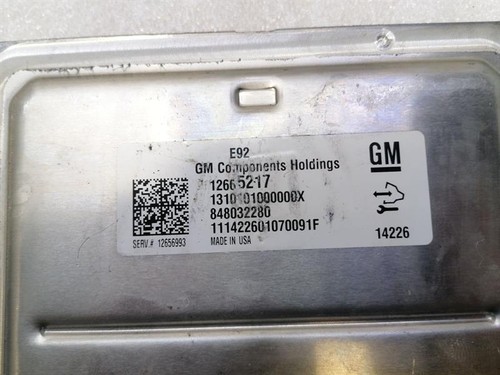 E92
GM Components Holdings
GM
12665217
1310101000000X
848032280
111422601070091F
SERV.# 12656993
MADE IN USA
14226